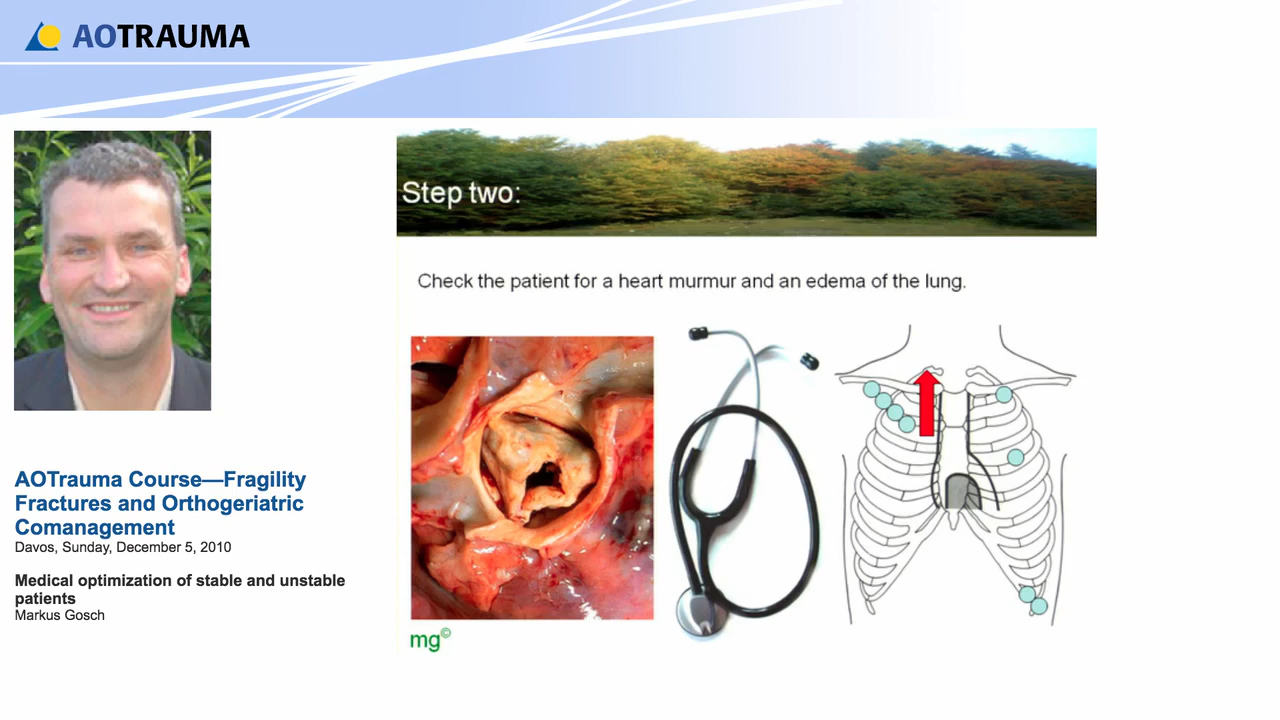 AOTRAUMA
Step two:
Check the patient for a heart murmur and an edema of the lung.
mg©
AOTrauma Course—Fragility
Fractures and Orthogeriatric
Comanagement
Davos, Sunday, December 5, 2010
Medical optimization of stable and unstable
patients
Markus Gosch